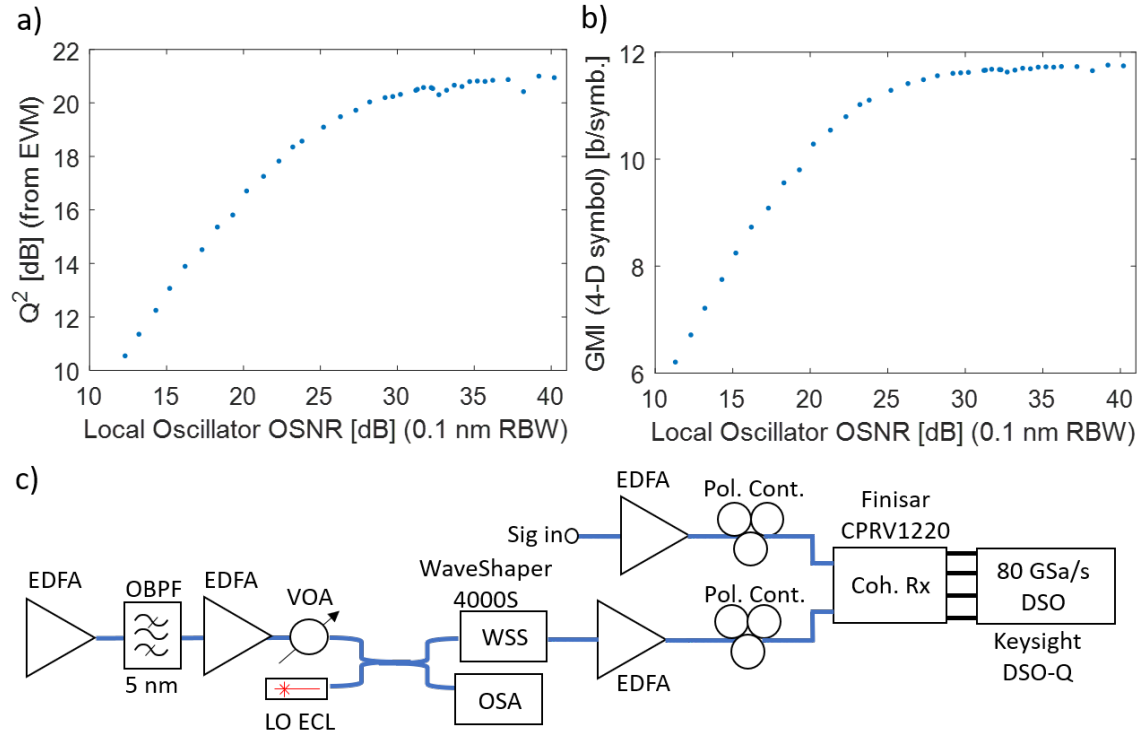 a)
22
20
18
16
14
12
10
Q² [dB] (from EVM)
10 15 20 25 30 35 40
Local Oscillator OSNR [dB] (0.1 nm RBW)
b)
12
10
8
6
GMI (4-D symbol) [b/symb.]
10 15 20 25 30 35 40
Local Oscillator OSNR [dB] (0.1 nm RBW)
c)
EDFA
Pol. Cont.
Finisar
CPRV1220
Sig in
EDFA
OBPF
5 nm
EDFA
VOA
LO ECL
WaveShaper
4000S
WSS
OSA
EDFA
Pol. Cont.
Coh. Rx
80 GSa/s
DSO
Keysight
DSO-Q